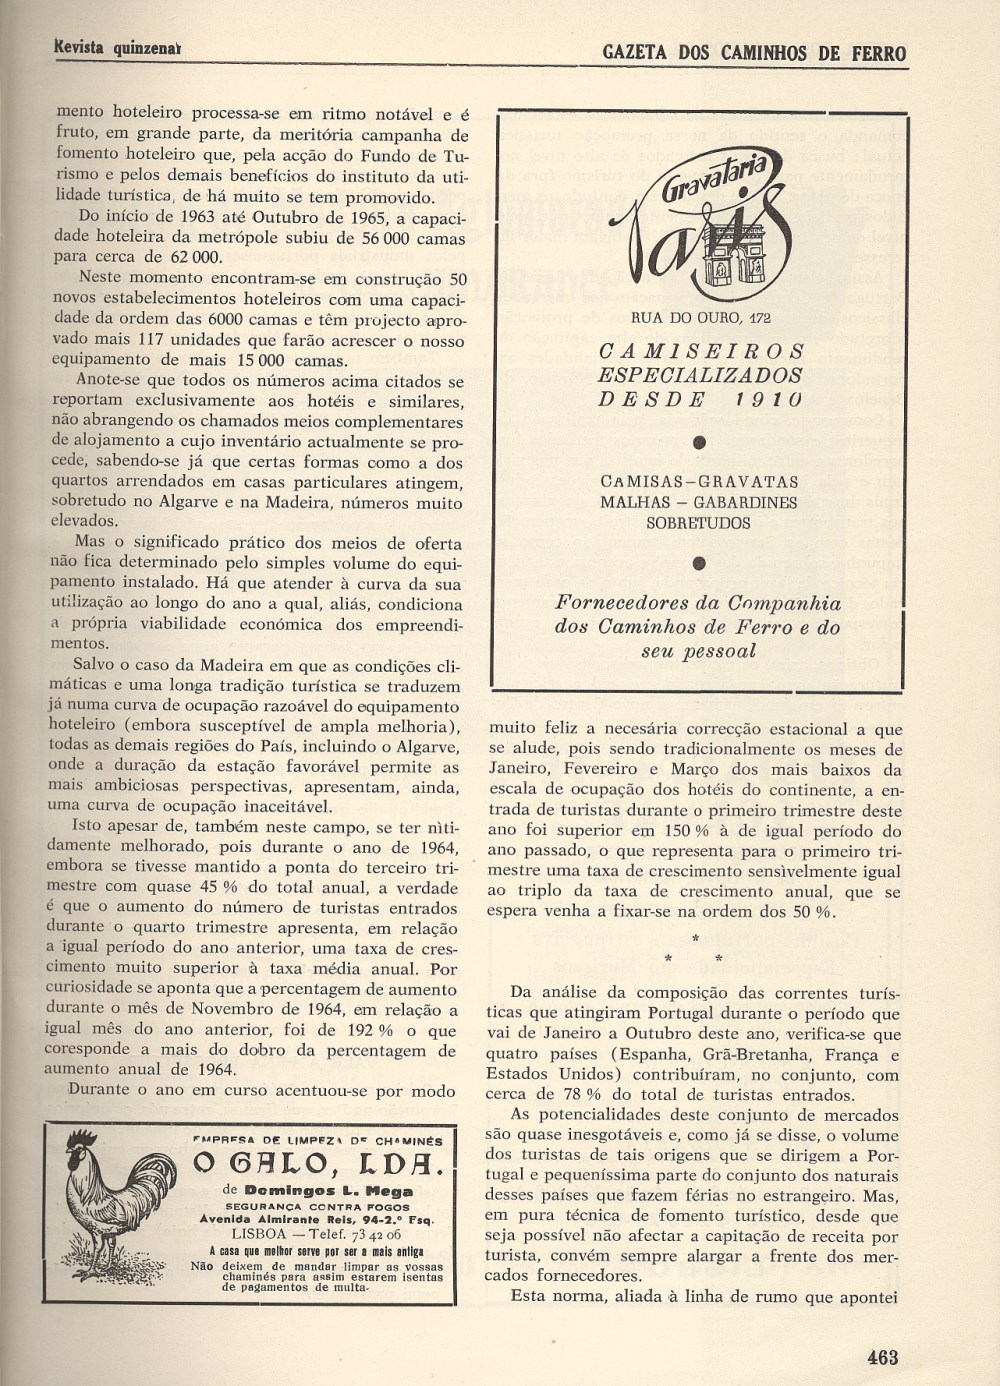 Revista quinzenal
GAZETA DOS CAMINHOS DE FERRO
mento hoteleiro processa-se em ritmo notável e é
fruto, em grande parte, da meritória campanha de
fomento hoteleiro que, pela acção do Fundo de Tu-
rismo e pelos demais benefícios do instituto da uti-
lidade turística, de há muito se tem promovido.
Do início de 1963 até Outubro de 1965, a capaci-
dade hoteleira da metrópole subiu de 56 000 camas
para cerca de 62 000.
Neste momento encontram-se em construção 50
novos estabelecimentos hoteleiros com uma capaci-
dade da ordem das 6000 camas e têm projecto apro-
vado mais 117 unidades que farão acrescer o nosso
equipamento de mais 15 000 camas.
Anote-se que todos os números acima citados se
reportam exclusivamente aos hotéis e similares,
não abrangendo os chamados meios complementares
de alojamento a cujo inventário actualmente se pro-
cede, sabendo-se já que certas formas como a dos
quartos arrendados em casas particulares atingem,
sobretudo no Algarve e na Madeira, números muito
elevados.
Mas o significado prático dos meios de oferta
não fica determinado pelo simples volume do equi-
pamento instalado. Há que atender à curva da sua
utilização ao longo do ano a qual, aliás, condiciona
a própria viabilidade económica dos empreendi-
mentos.
Salvo o caso da Madeira em que as condições cli-
máticas e uma longa tradição turística se traduzem
já numa curva de ocupação razoável do equipamento
hoteleiro (embora susceptível de ampla melhoria),
todas as demais regiões do País, incluindo o Algarve,
onde a duração da estação favorável permite as
mais ambiciosas perspectivas, apresentam, ainda,
uma curva de ocupação inaceitável.
Isto apesar de, também neste campo, se ter niti-
damente melhorado, pois durante o ano de 1964,
embora se tivesse mantido a ponta do terceiro tri-
mestre com quase 45 % do total anual, a verdade
é que o aumento do número de turistas entrados
durante o quarto trimestre apresenta, em relação
a igual período do ano anterior, uma taxa de cres-
cimento muito superior à taxa média anual. Por
curiosidade se aponta que a percentagem de aumento
durante o mês de Novembro de 1964, em relação a
igual mês do ano anterior, foi de 192 % o que
coresponde a mais do dobro da percentagem de
aumento anual de 1964.
Durante o ano em curso acentuou-se por modo
EMPRESA DE LIMPEZA DE CHAMINÉS
O GALO, LDA.
de Domingos L. Mega
SEGURANÇA CONTRA FOGOS
Avenida Almirante Reis, 94-2.º Esq.
LISBOA — Telef. 73 42 06
A casa que melhor serve por ser a mais antiga
Não deixem de mandar limpar as vossas
chaminés para assim estarem isentas
de pagamentos de multa.
Gravataria
Paris
RUA DO OURO, 172
CAMISEIROS
ESPECIALIZADOS
DESDE 1910
CAMISAS–GRAVATAS
MALHAS – GABARDINES
SOBRETUDOS
Fornecedores da Companhia
dos Caminhos de Ferro e do
seu pessoal
muito feliz a necesária correcção estacional a que
se alude, pois sendo tradicionalmente os meses de
Janeiro, Fevereiro e Março dos mais baixos da
escala de ocupação dos hotéis do continente, a en-
trada de turistas durante o primeiro trimestre deste
ano foi superior em 150 % à de igual período do
ano passado, o que representa para o primeiro tri-
mestre uma taxa de crescimento sensìvelmente igual
ao triplo da taxa de crescimento anual, que se
espera venha a fixar-se na ordem dos 50 %.
*
* *
Da análise da composição das correntes turís-
ticas que atingiram Portugal durante o período que
vai de Janeiro a Outubro deste ano, verifica-se que
quatro países (Espanha, Grã-Bretanha, França e
Estados Unidos) contribuíram, no conjunto, com
cerca de 78 % do total de turistas entrados.
As potencialidades deste conjunto de mercados
são quase inesgotáveis e, como já se disse, o volume
dos turistas de tais origens que se dirigem a Por-
tugal e pequeníssima parte do conjunto dos naturais
desses países que fazem férias no estrangeiro. Mas,
em pura técnica de fomento turístico, desde que
seja possível não afectar a capitação de receita por
turista, convém sempre alargar a frente dos mer-
cados fornecedores.
Esta norma, aliada à linha de rumo que apontei
463